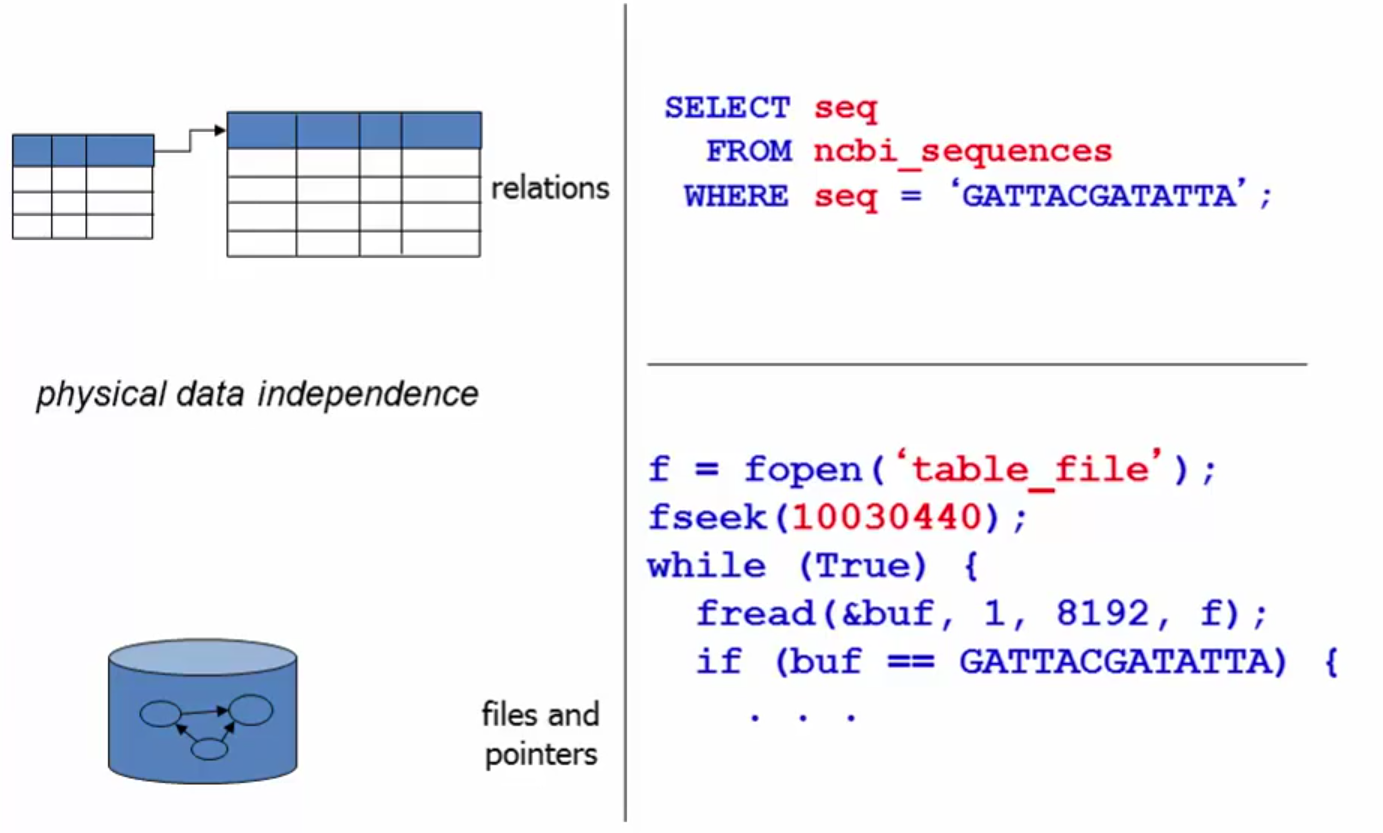 relations
physical data independence
files and
pointers
SELECT seq
FROM ncbi_sequences
WHERE seq = ‘GATTACGATATTA’;
f = fopen(‘table_file’);
fseek(10030440);
while (True) {
fread(&buf, 1, 8192, f);
if (buf == GATTACGATATTA) {
. . .